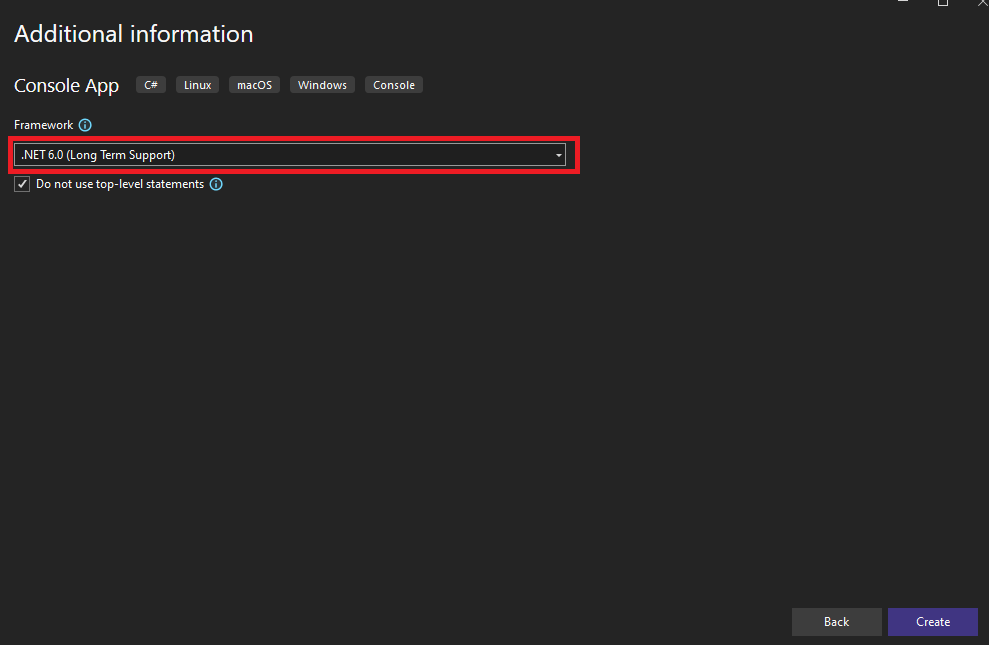 Additional information
Console App C# Linux macOS Windows Console
Framework
.NET 6.0 (Long Term Support)
Do not use top-level statements
Back Create